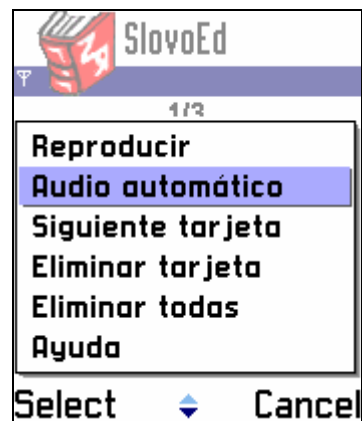 SlovoEd
1/3
Reproducir
Audio automático
Siguiente tarjeta
Eliminar tarjeta
Eliminar todas
Ayuda
Select Cancel